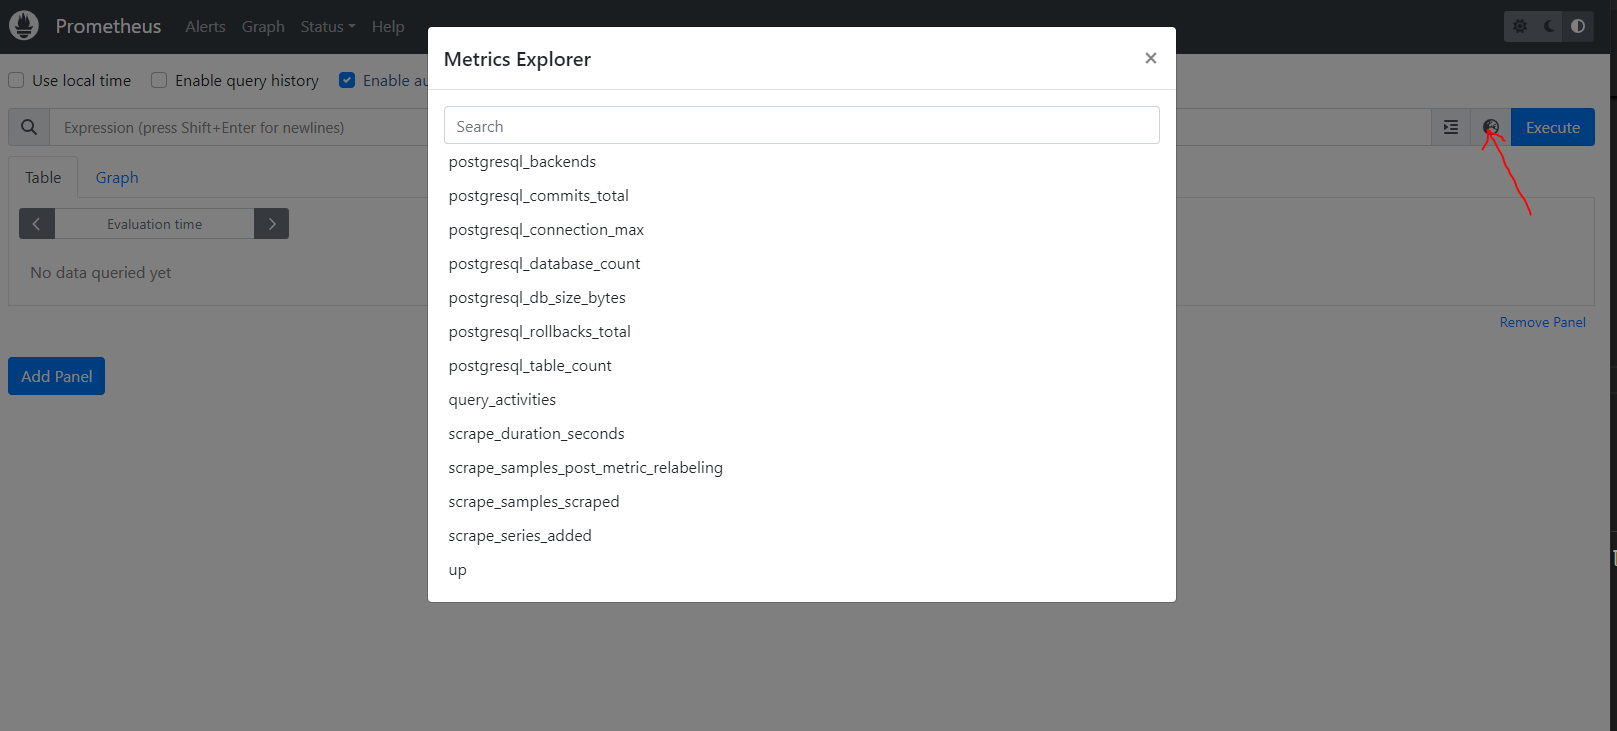 Prometheus Alerts Graph Status Help
Metrics Explorer ×
Use local time Enable query history Enable au
Search
Expression (press Shift+Enter for newlines) Execute
postgresql_backends
Table Graph
postgresql_commits_total
Evaluation time
postgresql_connection_max
No data queried yet
postgresql_database_count
postgresql_db_size_bytes
Remove Panel
postgresql_rollbacks_total
postgresql_table_count
Add Panel
query_activities
scrape_duration_seconds
scrape_samples_post_metric_relabeling
scrape_samples_scraped
scrape_series_added
up